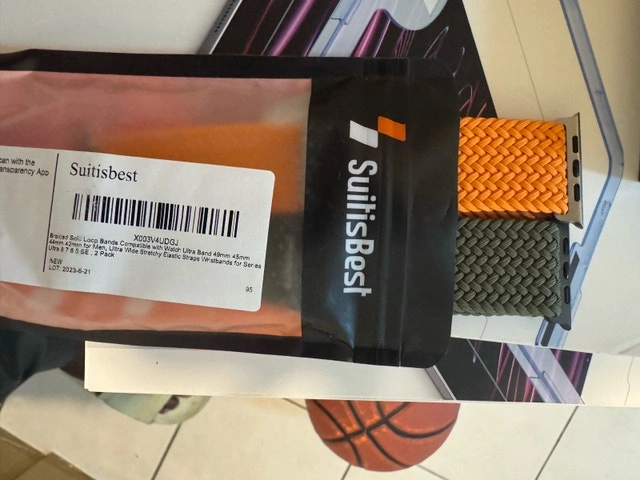 can with the
ansparency App
Suitisbest
X003V4UDGJ
Braided Solo Loop Bands Compatible with Watch Ultra Band 49mm 45mm
44mm 42mm for Men, Ultra Wide Stretchy Elastic Straps Wristbands for Series
Ultra 8 7 6 5 SE , 2 Pack
NEW
LOT: 2023-6-21
95
SuitisBest